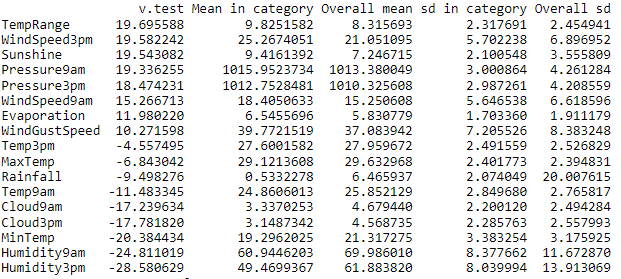 v.test Mean in category Overall mean sd in category Overall sd
TempRange 19.695588 9.8251582 8.315693 2.317691 2.454941
WindSpeed3pm 19.582242 25.2674051 21.051095 5.702238 6.896952
Sunshine 19.543082 9.4161392 7.246715 2.100548 3.555809
Pressure9am 19.336255 1015.9523734 1013.380049 3.000864 4.261284
Pressure3pm 18.474231 1012.7528481 1010.325608 2.987261 4.208559
WindSpeed9am 15.266713 18.4050633 15.250608 5.646538 6.618596
Evaporation 11.980220 6.5455696 5.830779 1.703360 1.911179
WindGustSpeed 10.271598 39.7721519 37.083942 7.205526 8.383248
Temp3pm -4.557495 27.6001582 27.959672 2.491559 2.526829
MaxTemp -6.843042 29.1213608 29.632968 2.401773 2.394831
Rainfall -9.498276 0.5332278 6.465937 2.074049 20.007615
Temp9am -11.483345 24.8606013 25.852129 2.849680 2.765817
Cloud9am -17.239634 3.3370253 4.679440 2.200120 2.494284
Cloud3pm -17.781820 3.1487342 4.568735 2.285763 2.557993
MinTemp -20.384434 19.2962025 21.317275 3.383254 3.175925
Humidity9am -24.811019 60.9446203 69.986010 8.377662 11.672870
Humidity3pm -28.580629 49.4699367 61.883820 8.039994 13.913069